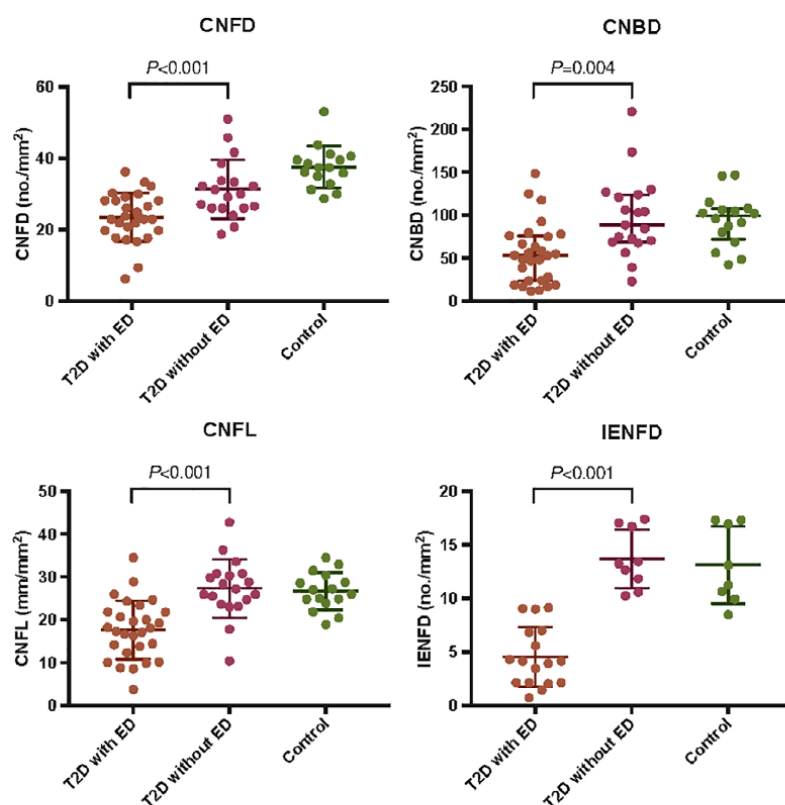 CNFD
P<0.001
60
40
20
0
CNFD (no./mm²)
T2D with ED
T2D without ED
Control
CNBD
P=0.004
250
200
150
100
50
0
CNBD (no./mm²)
T2D with ED
T2D without ED
Control
CNFL
P<0.001
50
40
30
20
10
0
CNFL (mm/mm²)
T2D with ED
T2D without ED
Control
IENFD
P<0.001
20
15
10
5
0
IENFD (no./mm²)
T2D with ED
T2D without ED
Control